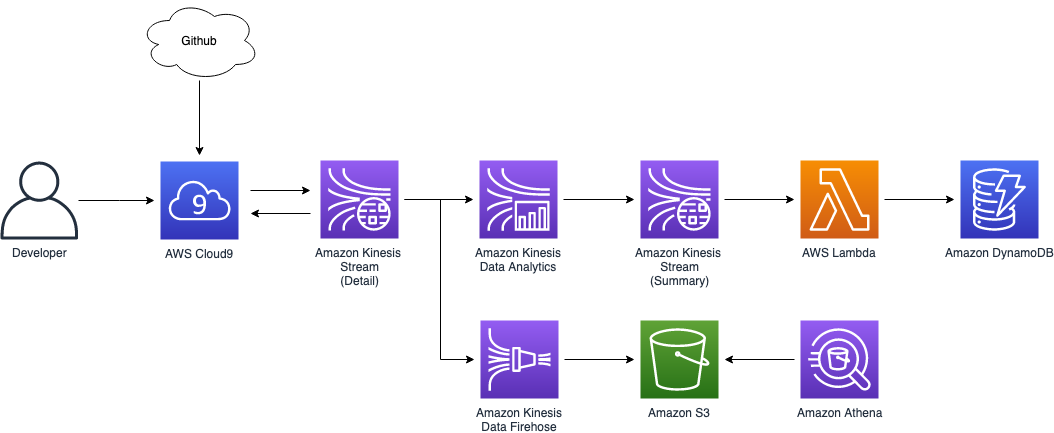 Github
9
Developer
AWS Cloud9
Amazon Kinesis
Stream
(Detail)
Amazon Kinesis
Data Analytics
Amazon Kinesis
Stream
(Summary)
AWS Lambda
Amazon DynamoDB
Amazon Kinesis
Data Firehose
Amazon S3
Amazon Athena